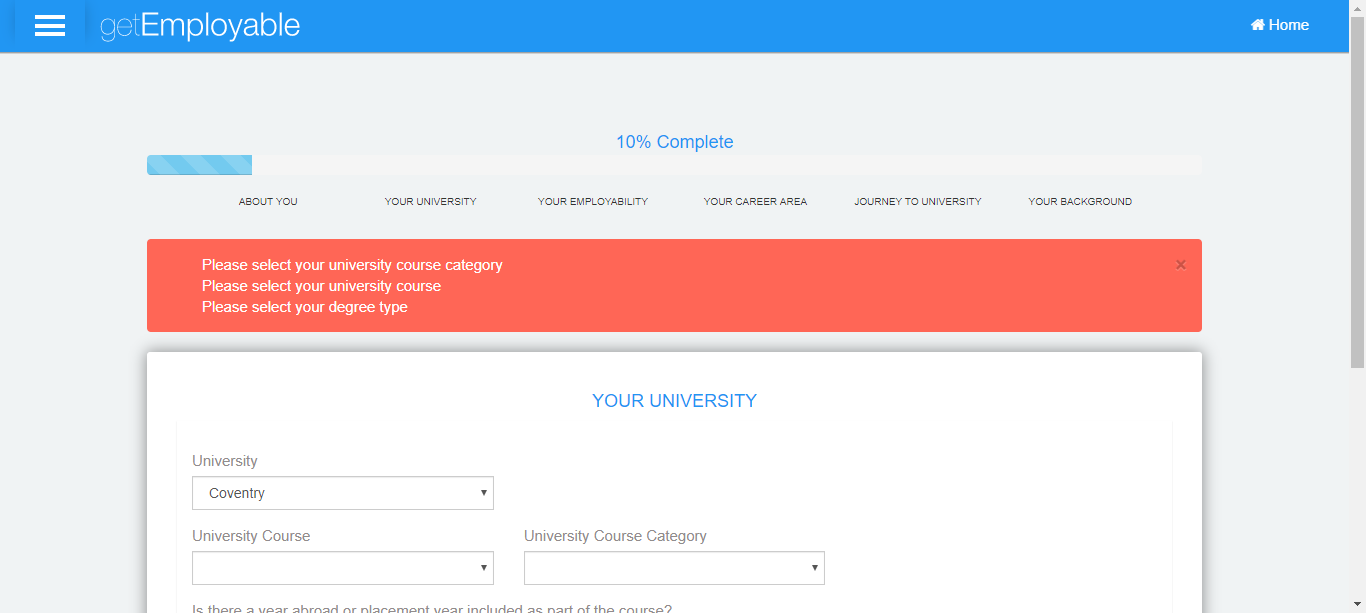 getEmployable
Home
10% Complete
ABOUT YOU
YOUR UNIVERSITY
YOUR EMPLOYABILITY
YOUR CAREER AREA
JOURNEY TO UNIVERSITY
YOUR BACKGROUND
Please select your university course category
×
Please select your university course
Please select your degree type
YOUR UNIVERSITY
University
Coventry
University Course
University Course Category
Is there a year abroad or placement year included as part of the course?